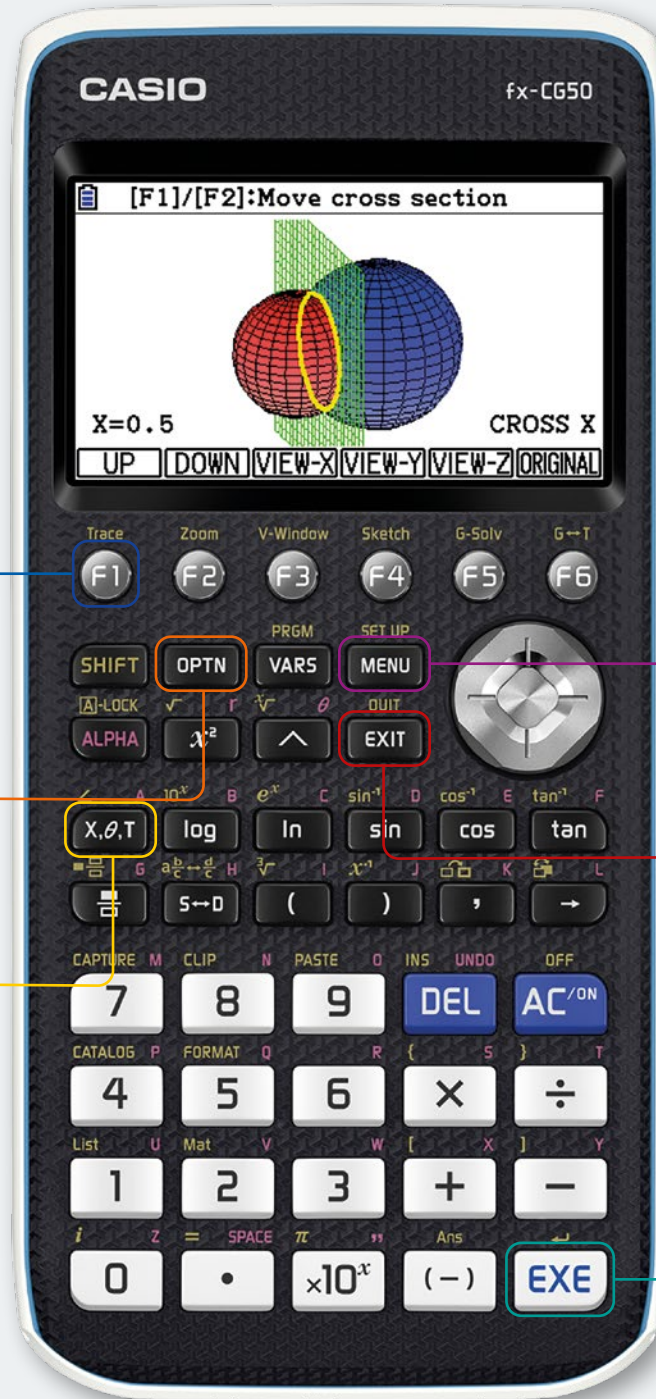 CASIO fx-CG50
[F1]/[F2]:Move cross section
X=0.5 CROSS X
UP DOWN VIEW-X VIEW-Y VIEW-Z ORIGINAL
Trace Zoom V-Window Sketch G-Solv G↔T
F1 F2 F3 F4 F5 F6
PRGM SET UP
SHIFT OPTN VARS MENU
A-LOCK √ r ˣ√ θ QUIT
ALPHA x² ^ EXIT
∠ A 10ˣ B eˣ C sin⁻¹ D cos⁻¹ E tan⁻¹ F
X,θ,T log ln sin cos tan
G a b/c↔d/c H ³√ I x⁻¹ J K L
S↔D ( ) , →
CAPTURE M CLIP N PASTE O INS UNDO OFF
7 8 9 DEL AC/ON
CATALOG P FORMAT Q R { S } T
4 5 6 × ÷
List U Mat V W [ X ] Y
1 2 3 + −
i Z = SPACE π " Ans ↵
0 • ×10ˣ (−) EXE